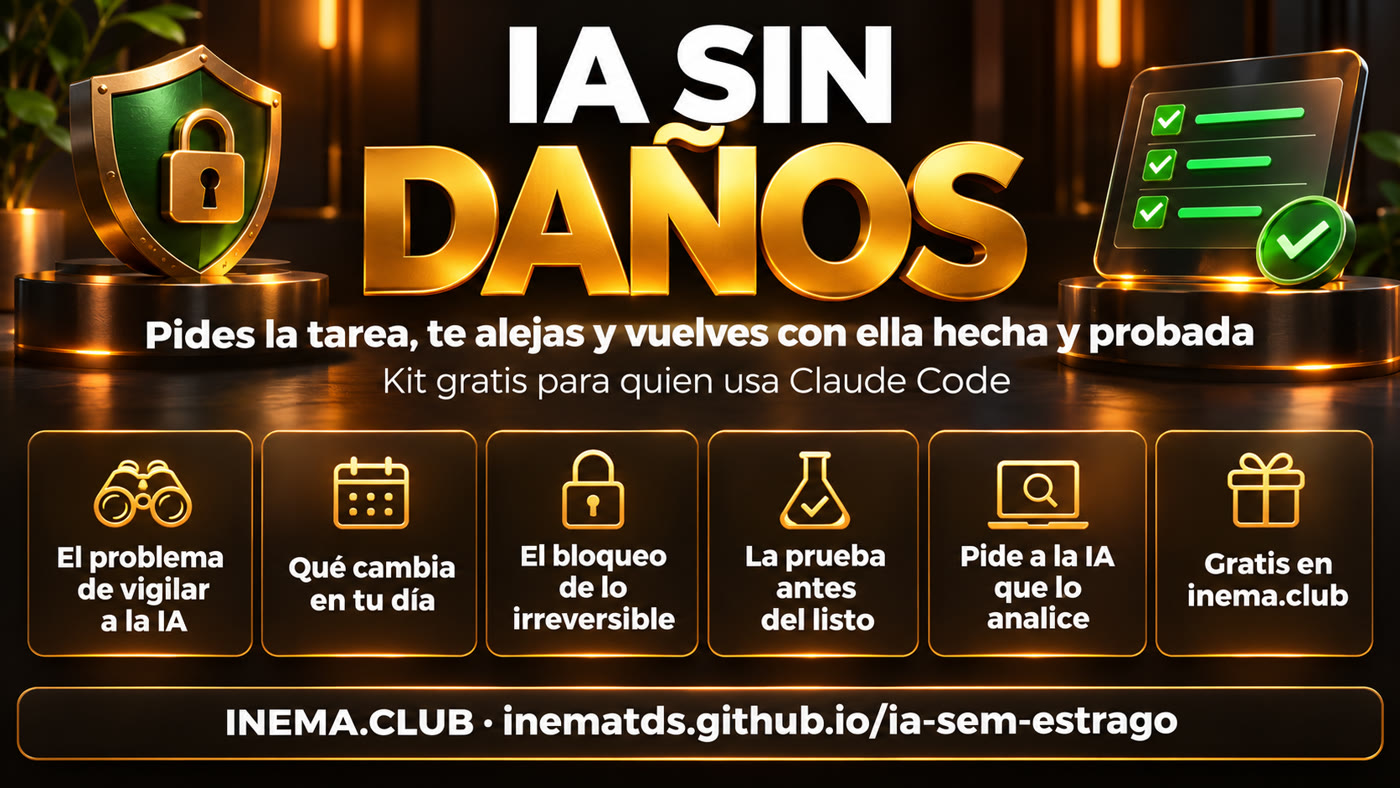 IA SIN
DAÑOS
Pides la tarea, te alejas y vuelves con ella hecha y probada
Kit gratis para quien usa Claude Code
El problema
de vigilar
a la IA
Qué cambia
en tu día
El bloqueo
de lo
irreversible
La prueba
antes
del listo
Pide a la IA
que lo
analice
Gratis en
inema.club
INEMA.CLUB · inematds.github.io/ia-sem-estrago